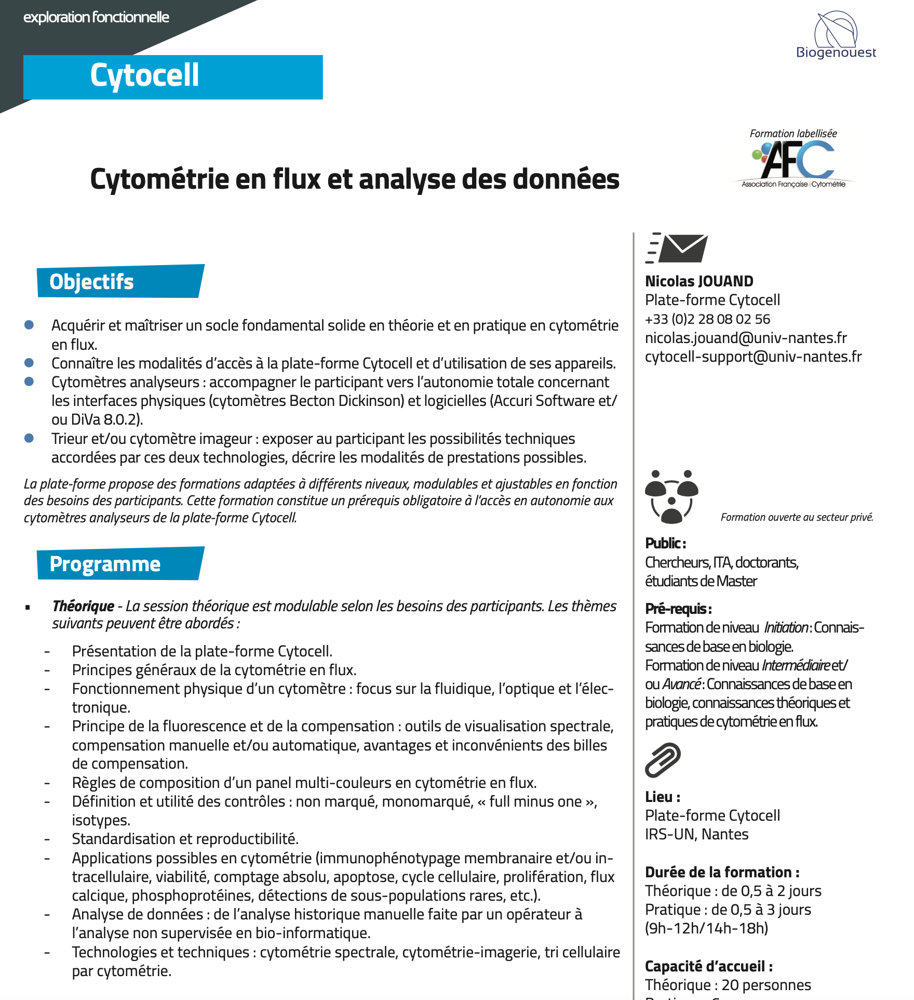 exploration fonctionnelle
Biogenouest
Cytocell
Formation labellisée
AFC
Association Française de Cytométrie
Cytométrie en flux et analyse des données
Objectifs
Acquérir et maîtriser un socle fondamental solide en théorie et en pratique en cytométrie
en flux.
Connaître les modalités d’accès à la plate-forme Cytocell et d’utilisation de ses appareils.
Cytomètres analyseurs : accompagner le participant vers l’autonomie totale concernant
les interfaces physiques (cytomètres Becton Dickinson) et logicielles (Accuri Software et/
ou DiVa 8.0.2).
Trieur et/ou cytomètre imageur : exposer au participant les possibilités techniques
accordées par ces deux technologies, décrire les modalités de prestations possibles.
La plate-forme propose des formations adaptées à différents niveaux, modulables et ajustables en fonction
des besoins des participants. Cette formation constitue un prérequis obligatoire à l’accès en autonomie aux
cytomètres analyseurs de la plate-forme Cytocell.
Programme
▪ Théorique - La session théorique est modulable selon les besoins des participants. Les thèmes
suivants peuvent être abordés :
- Présentation de la plate-forme Cytocell.
- Principes généraux de la cytométrie en flux.
- Fonctionnement physique d’un cytomètre : focus sur la fluidique, l’optique et l’élec-
tronique.
- Principe de la fluorescence et de la compensation : outils de visualisation spectrale,
compensation manuelle et/ou automatique, avantages et inconvénients des billes
de compensation.
- Règles de composition d’un panel multi-couleurs en cytométrie en flux.
- Définition et utilité des contrôles : non marqué, monomarqué, « full minus one »,
isotypes.
- Standardisation et reproductibilité.
- Applications possibles en cytométrie (immunophénotypage membranaire et/ou in-
tracellulaire, viabilité, comptage absolu, apoptose, cycle cellulaire, prolifération, flux
calcique, phosphoprotéines, détections de sous-populations rares, etc.).
- Analyse de données : de l’analyse historique manuelle faite par un opérateur à
l’analyse non supervisée en bio-informatique.
- Technologies et techniques : cytométrie spectrale, cytométrie-imagerie, tri cellulaire
par cytométrie.
Nicolas JOUAND
Plate-forme Cytocell
+33 (0)2 28 08 02 56
nicolas.jouand@univ-nantes.fr
cytocell-support@univ-nantes.fr
Formation ouverte au secteur privé.
Public :
Chercheurs, ITA, doctorants,
étudiants de Master
Pré-requis :
Formation de niveau Initiation : Connais-
sances de base en biologie.
Formation de niveau Intermédiaire et/
ou Avancé : Connaissances de base en
biologie, connaissances théoriques et
pratiques de cytométrie en flux.
Lieu :
Plate-forme Cytocell
IRS-UN, Nantes
Durée de la formation :
Théorique : de 0,5 à 2 jours
Pratique : de 0,5 à 3 jours
(9h-12h/14h-18h)
Capacité d’accueil :
Théorique : 20 personnes